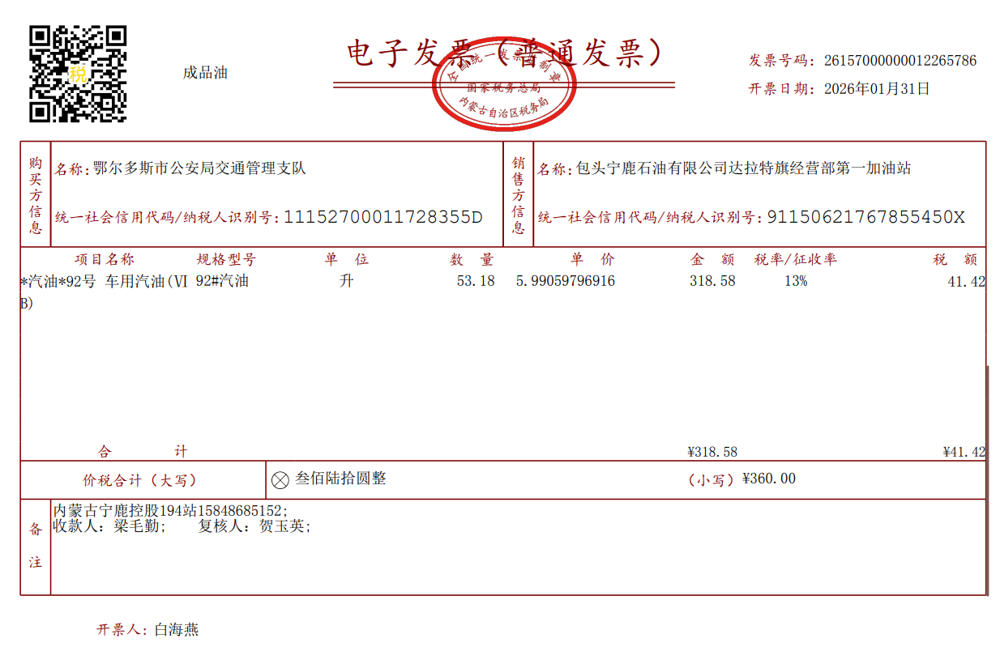 电子发票（普通发票）
税
成品油
发票号码：26157000000012265786
开票日期：2026年01月31日
全国统一发票监制章
国家税务总局
内蒙古自治区税务局
购买方信息
名称：鄂尔多斯市公安局交通管理支队
统一社会信用代码/纳税人识别号：11152700011728355D
销售方信息
名称：包头宁鹿石油有限公司达拉特旗经营部第一加油站
统一社会信用代码/纳税人识别号：91150621767855450X
项目名称 规格型号 单 位 数 量 单 价 金 额 税率/征收率 税 额
*汽油*92号 车用汽油(VI 92#汽油 升 53.18 5.99059796916 318.58 13% 41.42
B)
合 计 ¥318.58 ¥41.42
价税合计（大写） ⊗ 叁佰陆拾圆整 （小写）¥360.00
备注
内蒙古宁鹿控股194站15848685152;
收款人：梁毛勤; 复核人：贺玉英;
开票人：白海燕